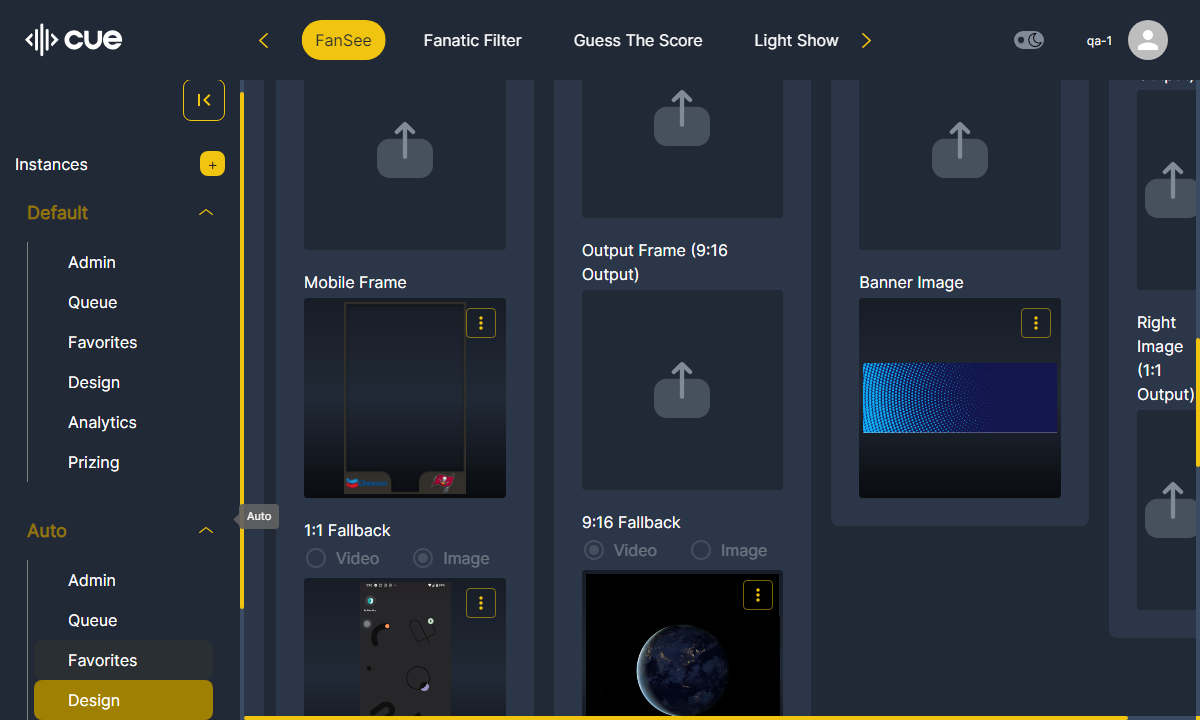 CUE
FanSee
Fanatic Filter
Guess The Score
Light Show
qa-1
Instances
+
Default
Admin
Queue
Favorites
Design
Analytics
Prizing
Auto
Admin
Queue
Favorites
Design
Auto
Mobile Frame
1:1 Fallback
Video
Image
Output Frame (9:16
Output)
9:16 Fallback
Video
Image
Banner Image
Right
Image
(1:1
Output)